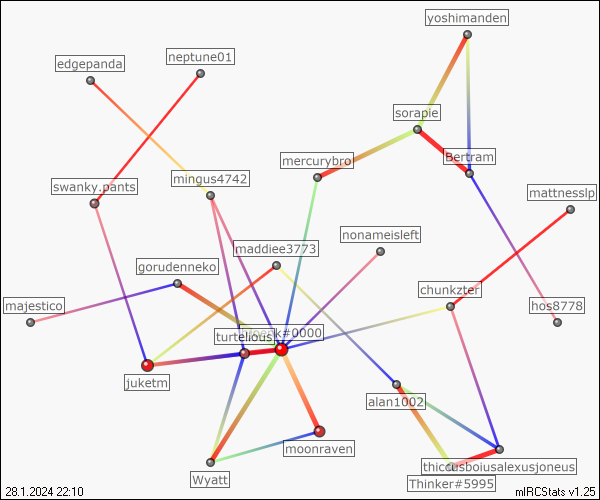 yoshimanden
neptune01
edgepanda
sorapie
Bertram
mercurybro
mingus4742
swanky.pants
mattnesslp
nonameisleft
maddiee3773
gorudenneko
chunkzter
majestico
hos8778
turtelious
#0000
juketm
alan1002
moonraven
thiccusboiusalexusjoneus
Wyatt
Thinker#5995
28.1.2024 22:10
mIRCStats v1.25